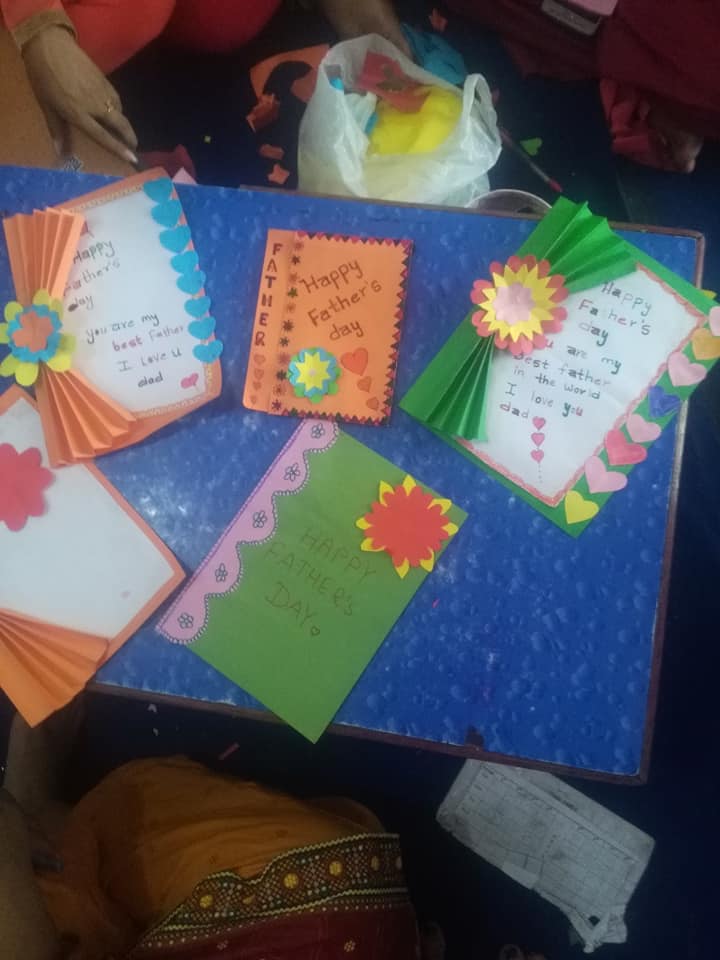 Happy
Father's
day
you are my
best Father
I Love u
dad
FATHER
Happy
Father's
day
Happy
Father's
day
are my
Best father
in the world
I love you
dad
HAPPY
FATHER'S
DAY